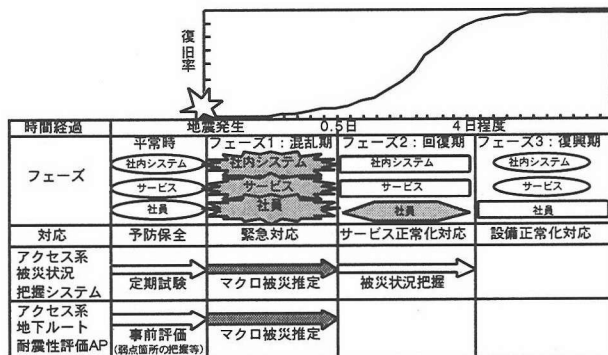 復旧率
時間経過 地震発生 0.5日 4日程度
フェーズ
平常時 フェーズ1:混乱期 フェーズ2:回復期 フェーズ3:復興期
社内システム 社内システム 社内システム 社内システム
サービス サービス サービス サービス
社員 社員 社員 社員
対応 予防保全 緊急対応 サービス正常化対応 設備正常化対応
アクセス系
被災状況
把握システム
定期試験 マクロ被災推定 被災状況把握
アクセス系
地下ルート
耐震性評価AP
事前評価 マクロ被災推定
(弱点箇所の把握等)